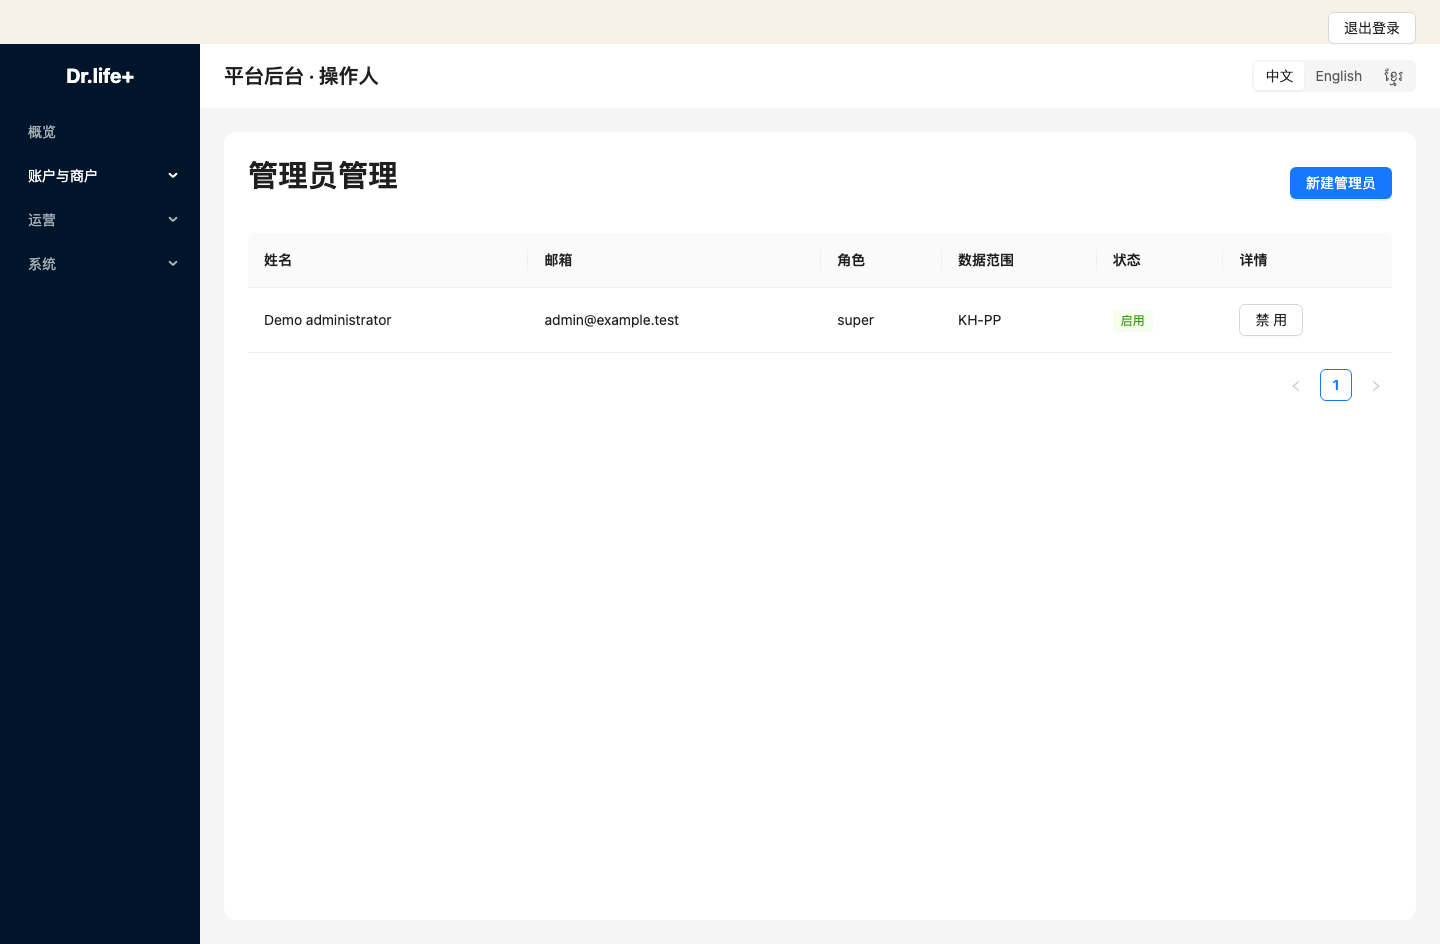 退出登录
Dr.life+
平台后台 · 操作人
中文 English ខ្មែរ
概览
账户与商户
运营
系统
管理员管理
新建管理员
姓名 邮箱 角色 数据范围 状态 详情
Demo administrator admin@example.test super KH-PP 启用 禁 用
1